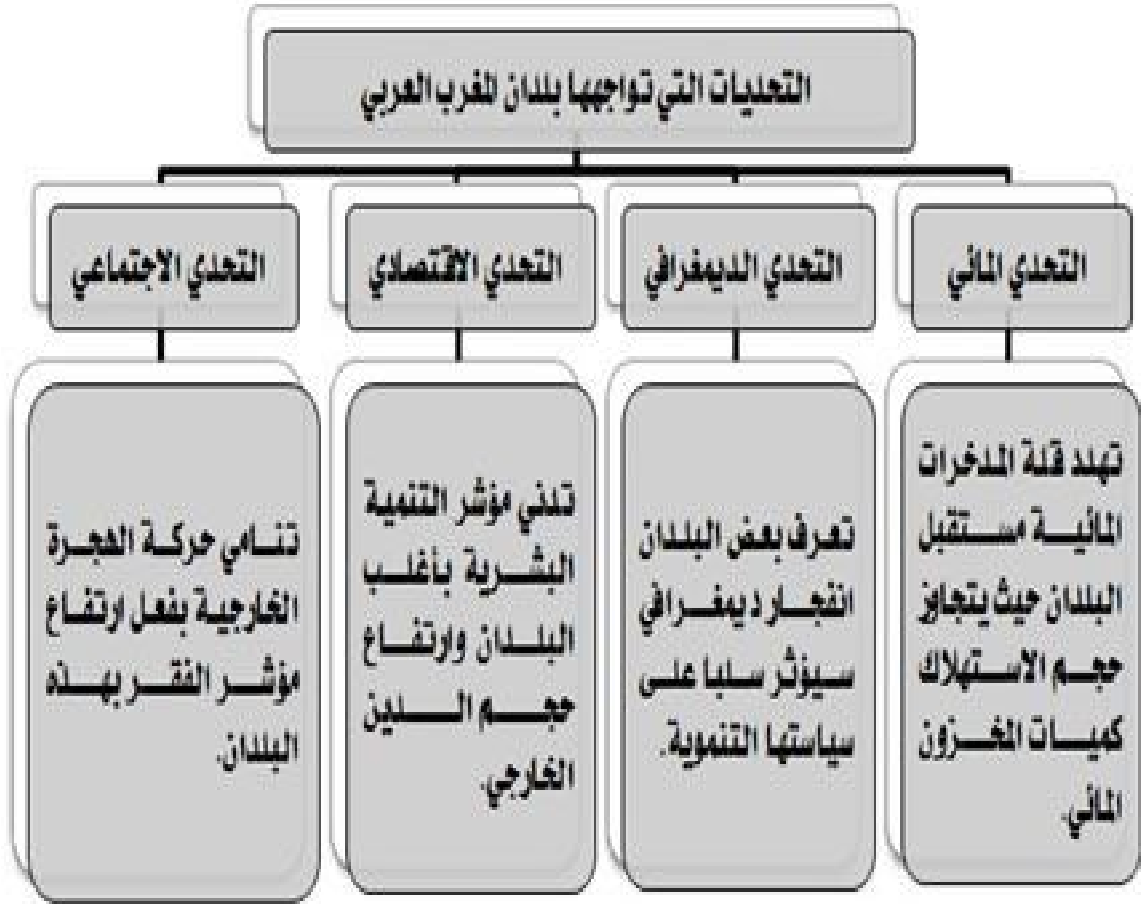 التحديات التي تواجهها بلدان المغرب العربي
التحدي المائي
التحدي الديمغرافي
التحدي الاقتصادي
التحدي الاجتماعي
تهدد قلة المدخرات
المائية مستقبل
البلدان حيث يتجاوز
حجم الاستهلاك
كميات المخزون
المائي.
تعرف بعض البلدان
انفجار ديمغرافي
سيؤثر سلبا على
سياستها التنموية.
تدني مؤشر التنمية
البشرية بأغلب
البلدان وارتفاع
حجم الدين
الخارجي.
تنامي حركة الهجرة
الخارجية بفعل ارتفاع
مؤشر الفقر بهذه
البلدان.